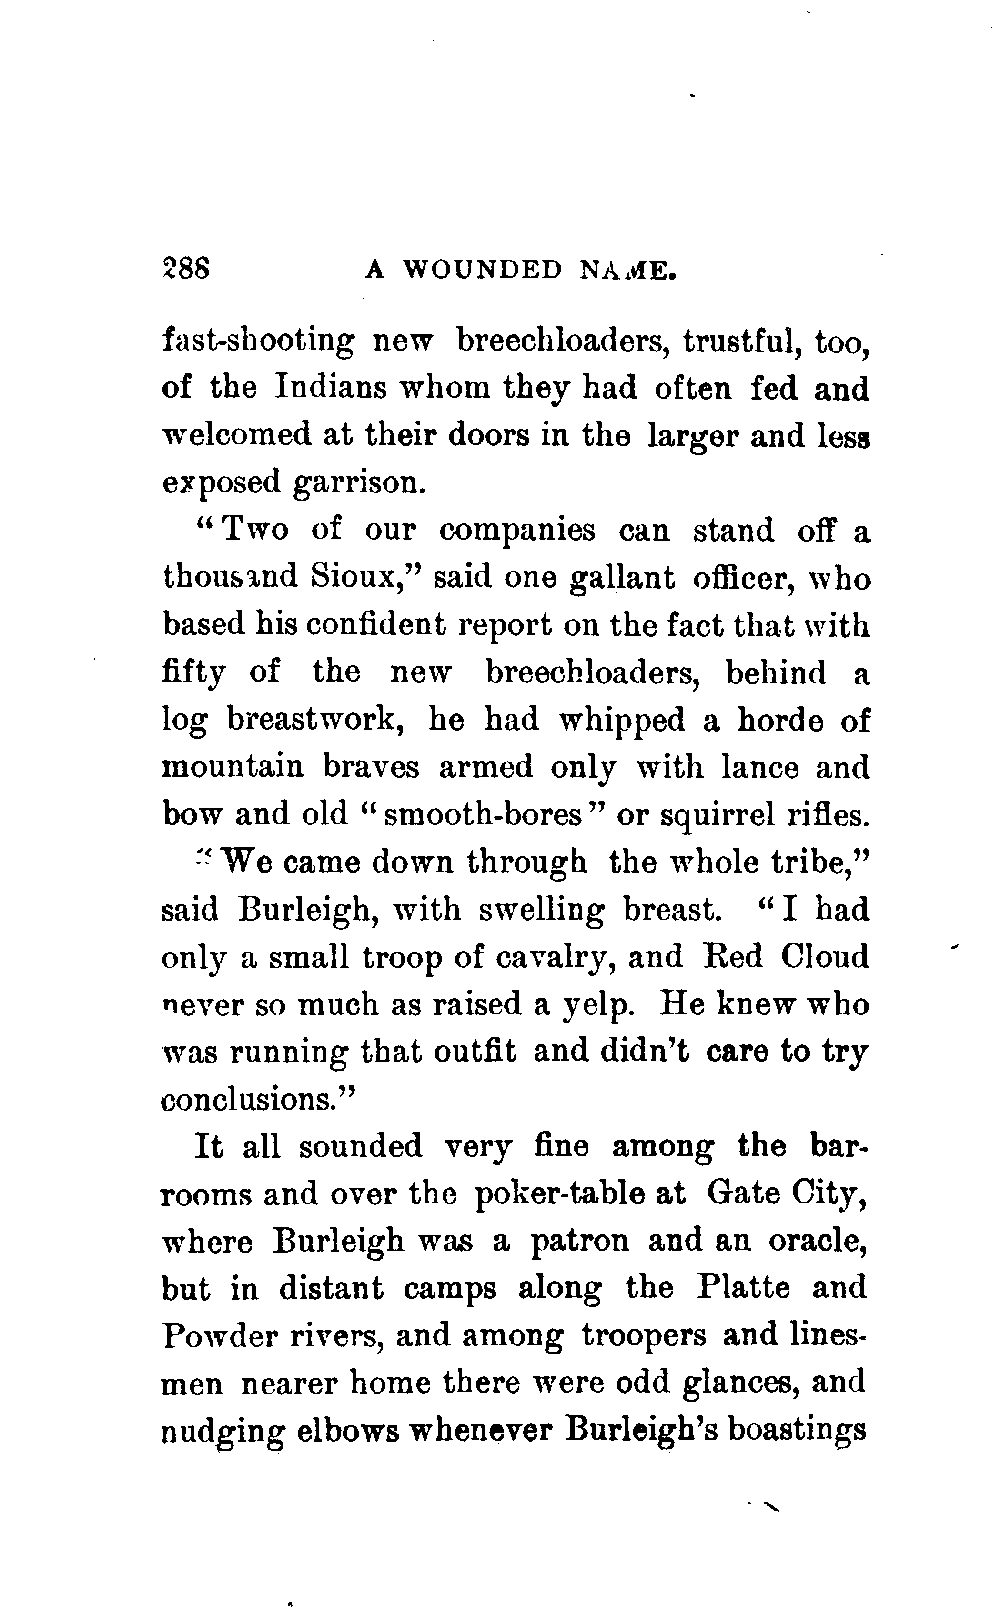 288 A WOUNDED NAME.
fast-shooting new breechloaders, trustful, too,
of the Indians whom they had often fed and
welcomed at their doors in the larger and less
exposed garrison.
“Two of our companies can stand off a
thousand Sioux,” said one gallant officer, who
based his confident report on the fact that with
fifty of the new breechloaders, behind a
log breastwork, he had whipped a horde of
mountain braves armed only with lance and
bow and old “smooth-bores” or squirrel rifles.
“We came down through the whole tribe,”
said Burleigh, with swelling breast. “I had
only a small troop of cavalry, and Red Cloud
never so much as raised a yelp. He knew who
was running that outfit and didn’t care to try
conclusions.”
It all sounded very fine among the bar-
rooms and over the poker-table at Gate City,
where Burleigh was a patron and an oracle,
but in distant camps along the Platte and
Powder rivers, and among troopers and lines-
men nearer home there were odd glances, and
nudging elbows whenever Burleigh’s boastings